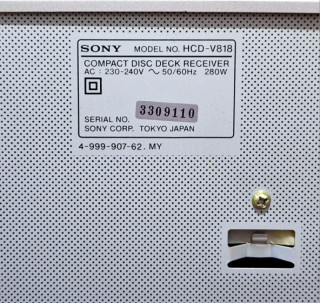 SONY MODEL NO. HCD-V818
COMPACT DISC DECK RECEIVER
AC : 230-240V ~ 50/60Hz 280W
3309110
SERIAL NO.
SONY CORP. TOKYO JAPAN
4-999-907-62. MY